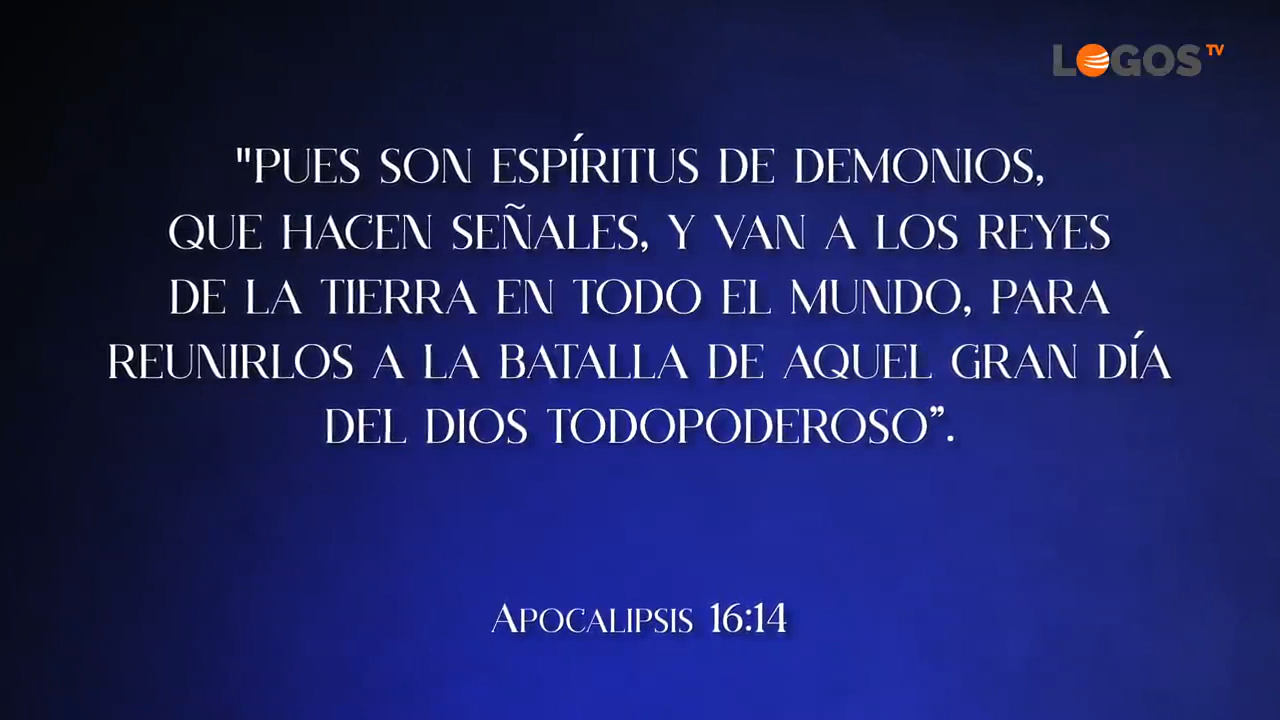 LOGOS TV
"PUES SON ESPÍRITUS DE DEMONIOS,
QUE HACEN SEÑALES, Y VAN A LOS REYES
DE LA TIERRA EN TODO EL MUNDO, PARA
REUNIRLOS A LA BATALLA DE AQUEL GRAN DÍA
DEL DIOS TODOPODEROSO”.
APOCALIPSIS 16:14